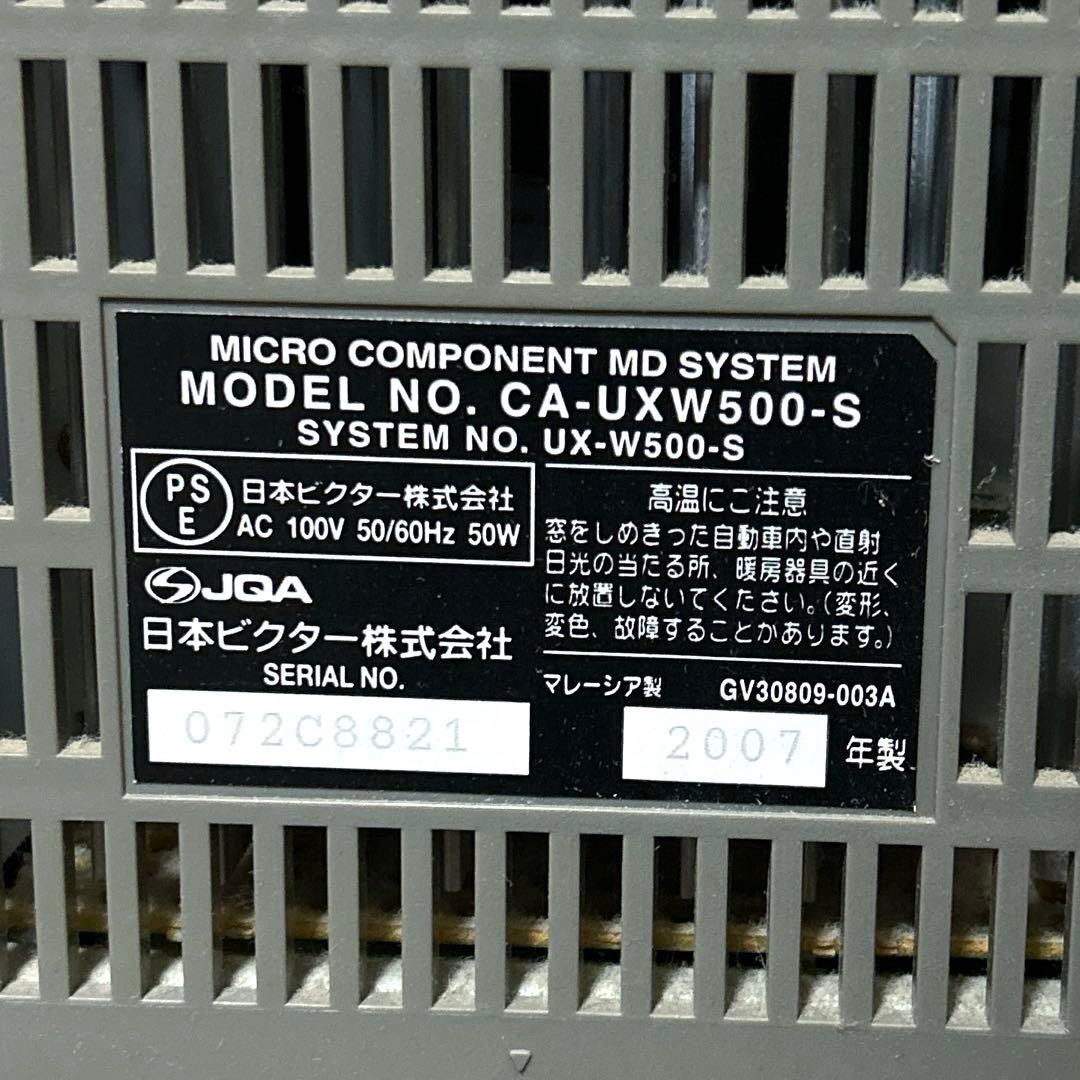 MICRO COMPONENT MD SYSTEM
MODEL NO. CA-UXW500-S
SYSTEM NO. UX-W500-S
PS
E
日本ビクター株式会社
AC 100V 50/60Hz 50W
JQA
日本ビクター株式会社
SERIAL NO.
072C8821
高温にご注意
窓をしめきった自動車内や直射
日光の当たる所、暖房器具の近く
に放置しないてください。(変形、
変色、故障することかあります。)
マレーシア製 GV30809-003A
2007 年製